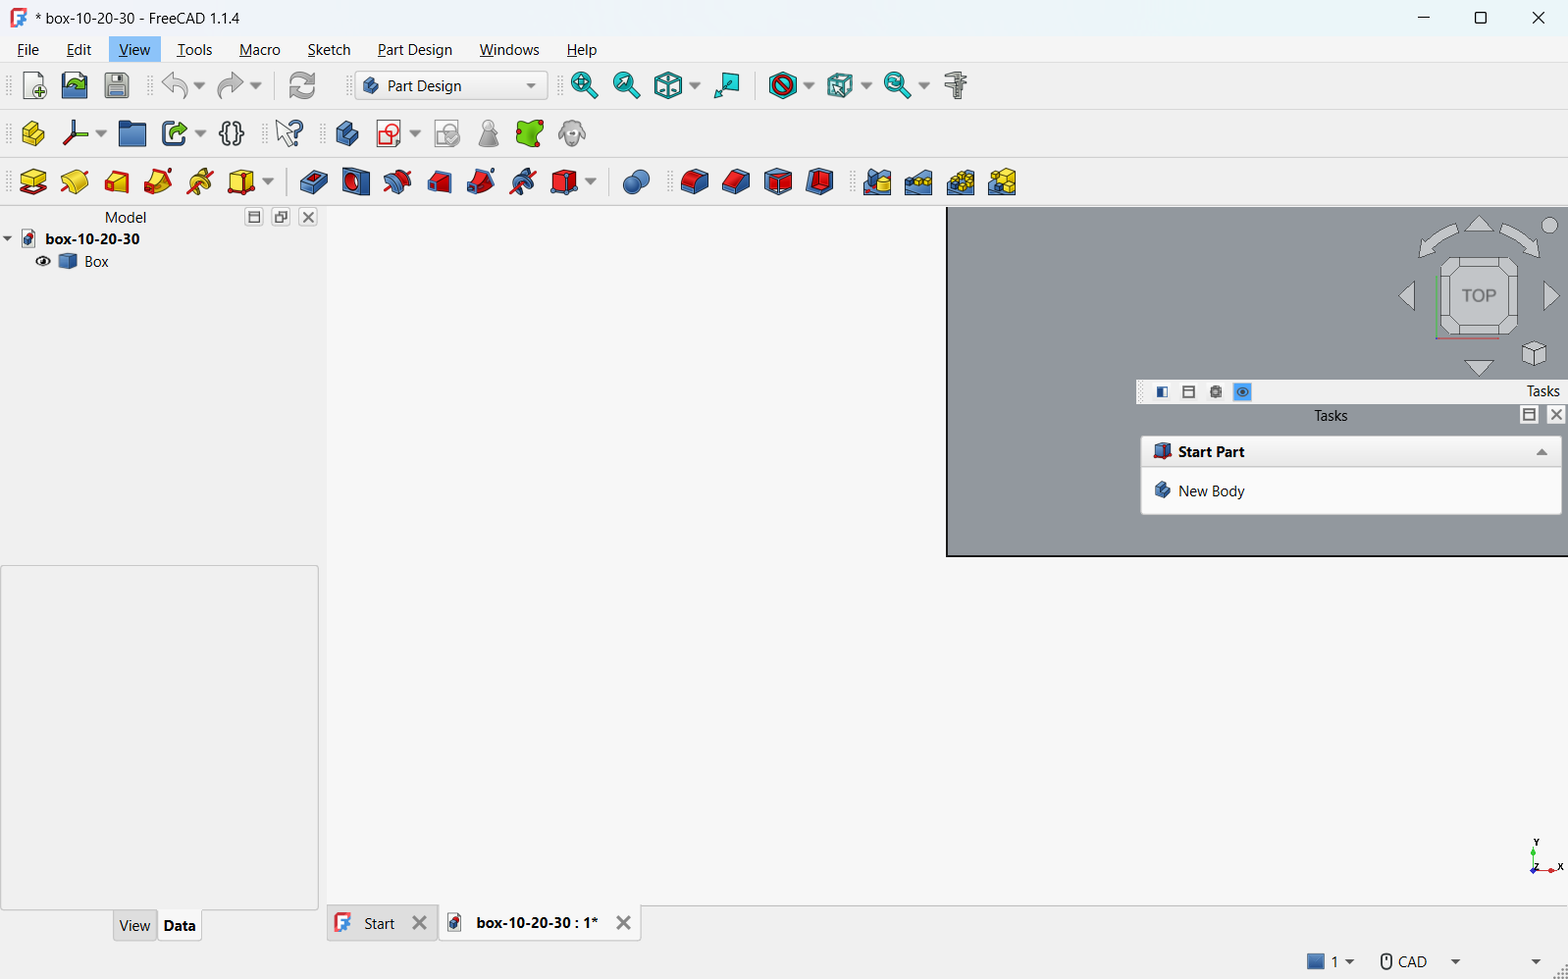 * box-10-20-30 - FreeCAD 1.1.4
File Edit View Tools Macro Sketch Part Design Windows Help
Part Design
Model
box-10-20-30
Box
TOP
Tasks
Tasks
Start Part
New Body
Y
Z X
View Data
Start box-10-20-30 : 1*
1 CAD